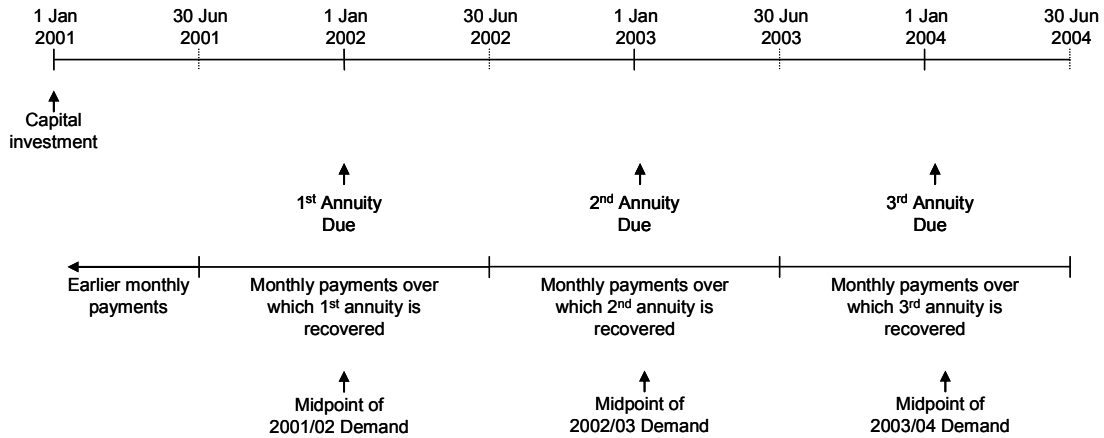 1 Jan 30 Jun 1 Jan 30 Jun 1 Jan 30 Jun 1 Jan 30 Jun
2001 2001 2002 2002 2003 2003 2004 2004
Capital
investment
1st Annuity 2nd Annuity 3rd Annuity
Due Due Due
Earlier monthly Monthly payments over Monthly payments over Monthly payments over
payments which 1st annuity is which 2nd annuity is which 3rd annuity is
recovered recovered recovered
Midpoint of Midpoint of Midpoint of
2001/02 Demand 2002/03 Demand 2003/04 Demand